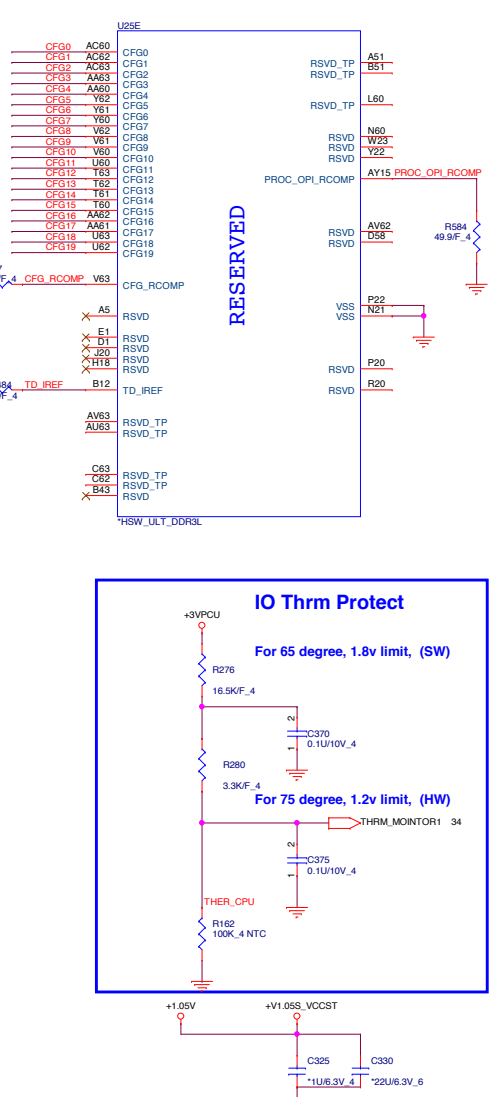 U25E
CFG0 AC60 CFG0
CFG1 AC62 CFG1
CFG2 AC63 CFG2
CFG3 AA63 CFG3
CFG4 AA60 CFG4
CFG5 Y62 CFG5
CFG6 Y61 CFG6
CFG7 Y60 CFG7
CFG8 V62 CFG8
CFG9 V61 CFG9
CFG10 V60 CFG10
CFG11 U60 CFG11
CFG12 T63 CFG12
CFG13 T62 CFG13
CFG14 T61 CFG14
CFG15 T60 CFG15
CFG16 AA62 CFG16
CFG17 AA61 CFG17
CFG18 U63 CFG18
CFG19 U62 CFG19
CFG_RCOMP V63 CFG_RCOMP
A5 RSVD
E1 RSVD
D1 RSVD
J20 RSVD
H18 RSVD
TD_IREF B12 TD_IREF
AV63 RSVD_TP
AU63 RSVD_TP
C63 RSVD_TP
C62 RSVD_TP
B43 RSVD
*HSW_ULT_DDR3L
RESERVED
RSVD_TP A51
RSVD_TP B51
RSVD_TP L60
RSVD N60
RSVD W23
RSVD Y22
PROC_OPI_RCOMP AY15 PROC_OPI_RCOMP
RSVD AV62
RSVD D58
R584
49.9/F_4
VSS P22
VSS N21
RSVD P20
RSVD R20
IO Thrm Protect
+3VPCU
For 65 degree, 1.8v limit, (SW)
R276
16.5K/F_4
2
1
C370
0.1U/10V_4
R280
3.3K/F_4
For 75 degree, 1.2v limit, (HW)
THRM_MOINTOR1 34
2
1
C375
0.1U/10V_4
THER_CPU
R162
100K_4 NTC
+1.05V
+V1.05S_VCCST
C325
*1U/6.3V_4
C330
*22U/6.3V_6